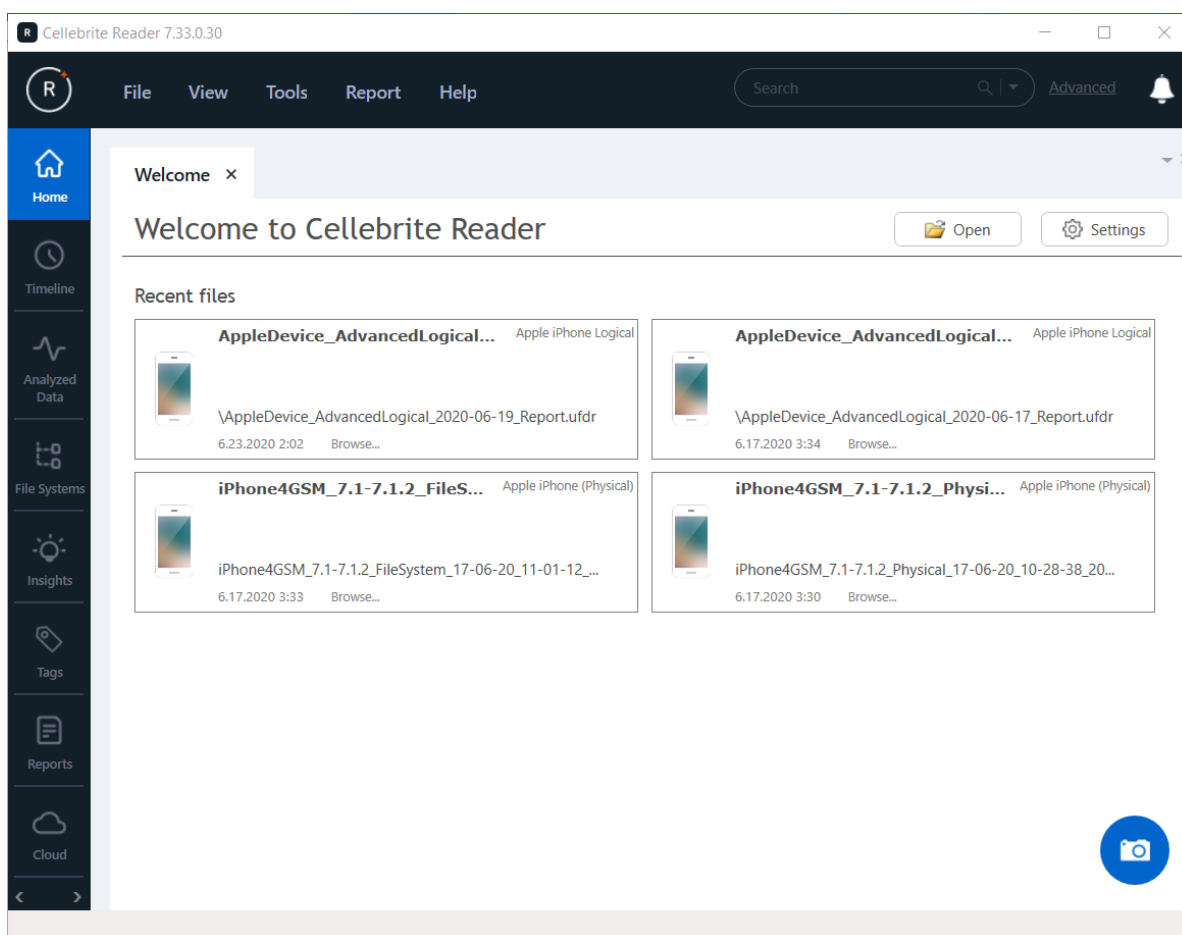 R Cellebrite Reader 7.33.0.30
R File View Tools Report Help Search Advanced
Home
Timeline
Analyzed
Data
File Systems
Insights
Tags
Reports
Cloud
Welcome ×
Welcome to Cellebrite Reader Open Settings
Recent files
AppleDevice_AdvancedLogical... Apple iPhone Logical
\AppleDevice_AdvancedLogical_2020-06-19_Report.ufdr
6.23.2020 2:02 Browse...
AppleDevice_AdvancedLogical... Apple iPhone Logical
\AppleDevice_AdvancedLogical_2020-06-17_Report.ufdr
6.17.2020 3:34 Browse...
iPhone4GSM_7.1-7.1.2_FileS... Apple iPhone (Physical)
iPhone4GSM_7.1-7.1.2_FileSystem_17-06-20_11-01-12_...
6.17.2020 3:33 Browse...
iPhone4GSM_7.1-7.1.2_Physi... Apple iPhone (Physical)
iPhone4GSM_7.1-7.1.2_Physical_17-06-20_10-28-38_20...
6.17.2020 3:30 Browse...